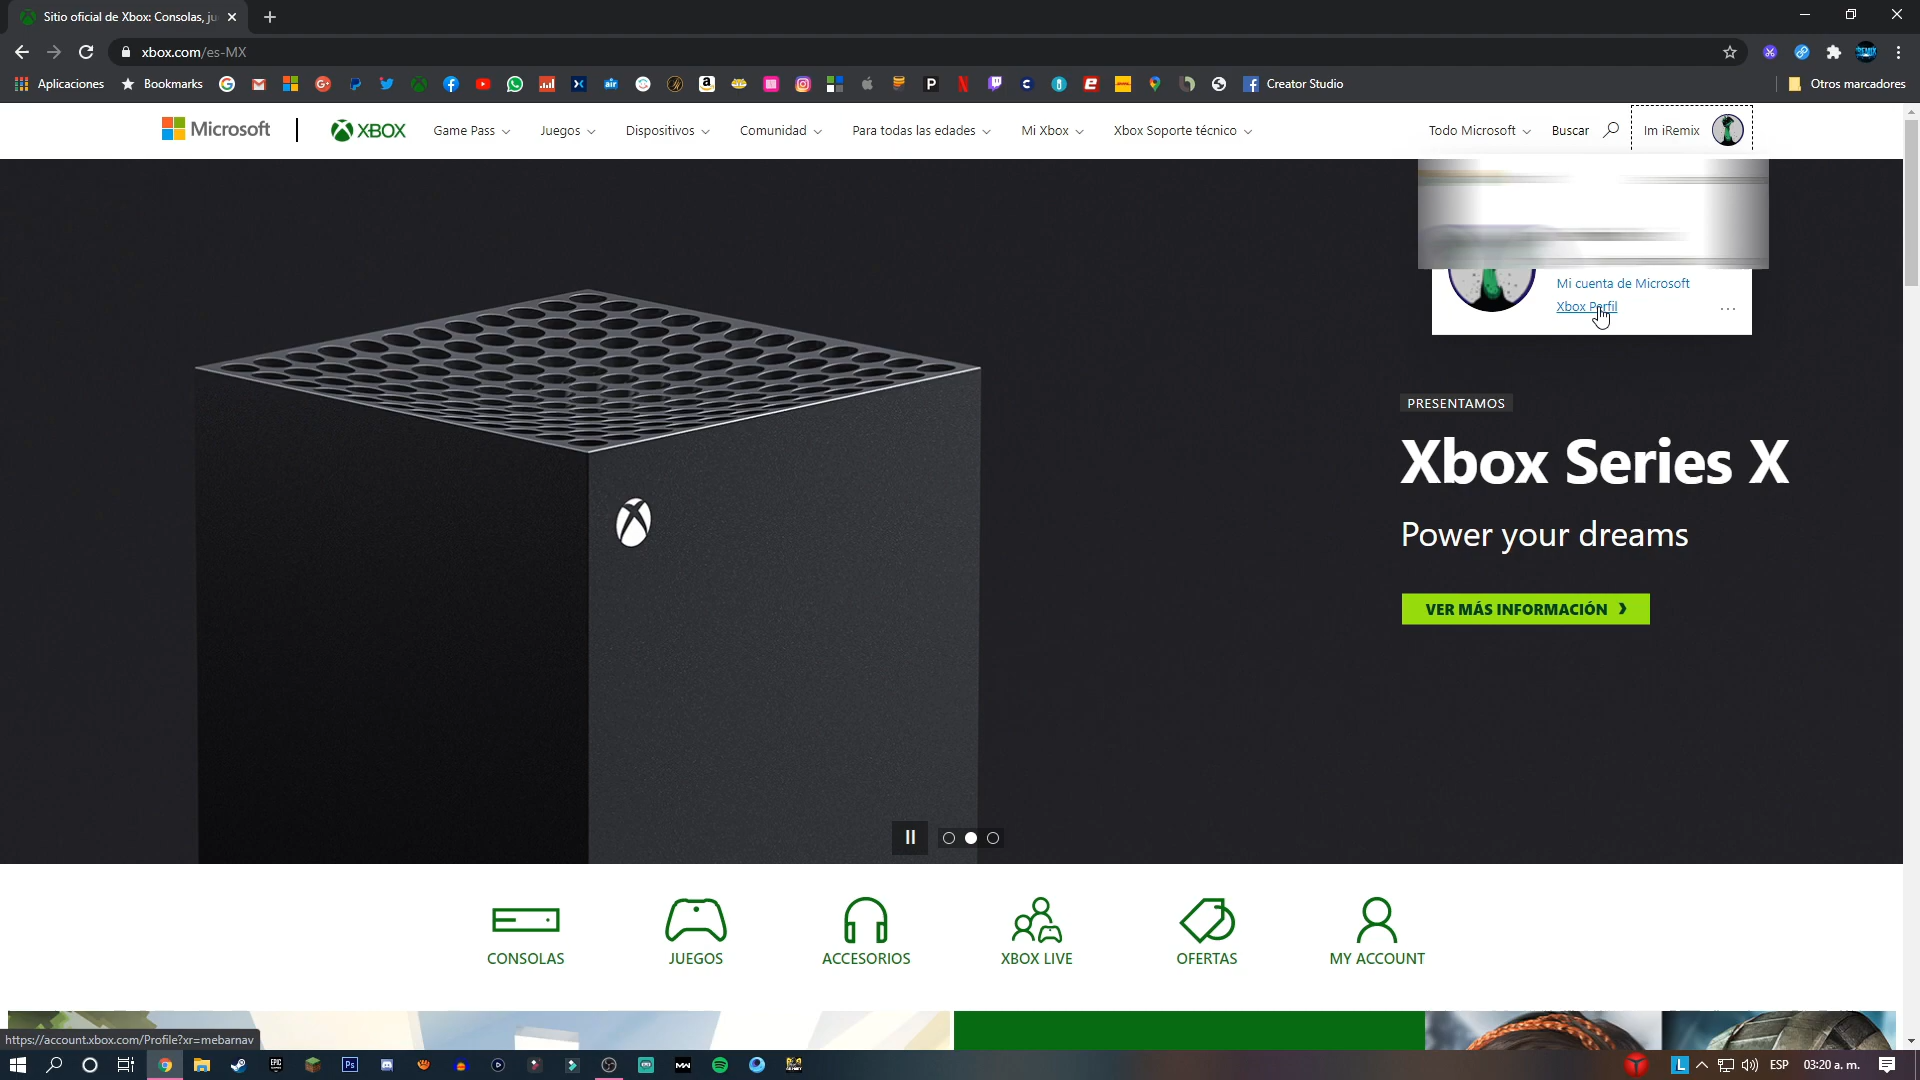 Sitio oficial de Xbox: Consolas, ju
xbox.com/es-MX
Aplicaciones
Bookmarks
Creator Studio
Otros marcadores
Microsoft
XBOX
Game Pass
Juegos
Dispositivos
Comunidad
Para todas las edades
Mi Xbox
Xbox Soporte técnico
Todo Microsoft
Buscar
Im iRemix
Mi cuenta de Microsoft
Xbox Perfil
...
PRESENTAMOS
Xbox Series X
Power your dreams
VER MÁS INFORMACIÓN
CONSOLAS
JUEGOS
ACCESORIOS
XBOX LIVE
OFERTAS
MY ACCOUNT
https://account.xbox.com/Profile?xr=mebarnav
ESP
03:20 a. m.